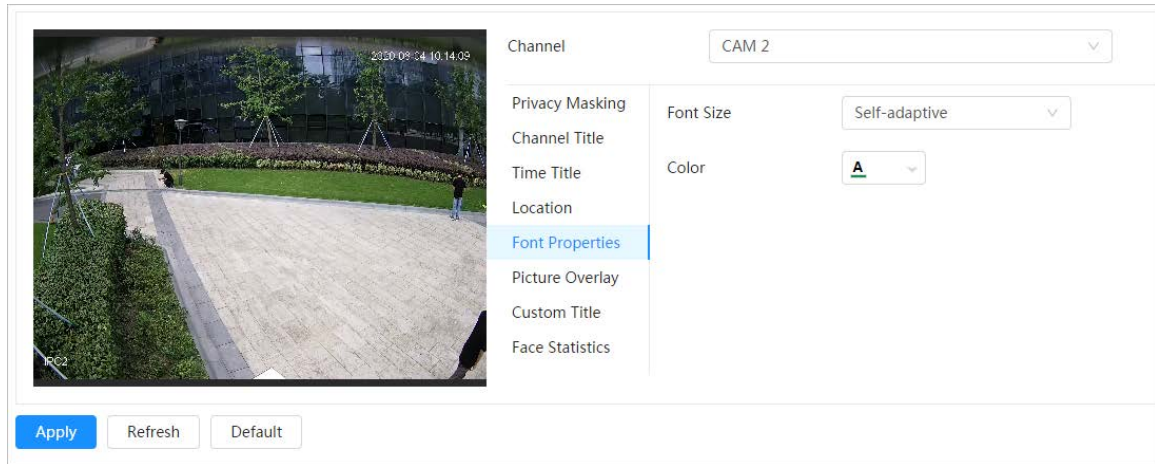 2020-08-04 10:14:09
IPC2
Channel
CAM 2
Privacy Masking
Channel Title
Time Title
Location
Font Properties
Picture Overlay
Custom Title
Face Statistics
Font Size
Self-adaptive
Color
A
Apply
Refresh
Default